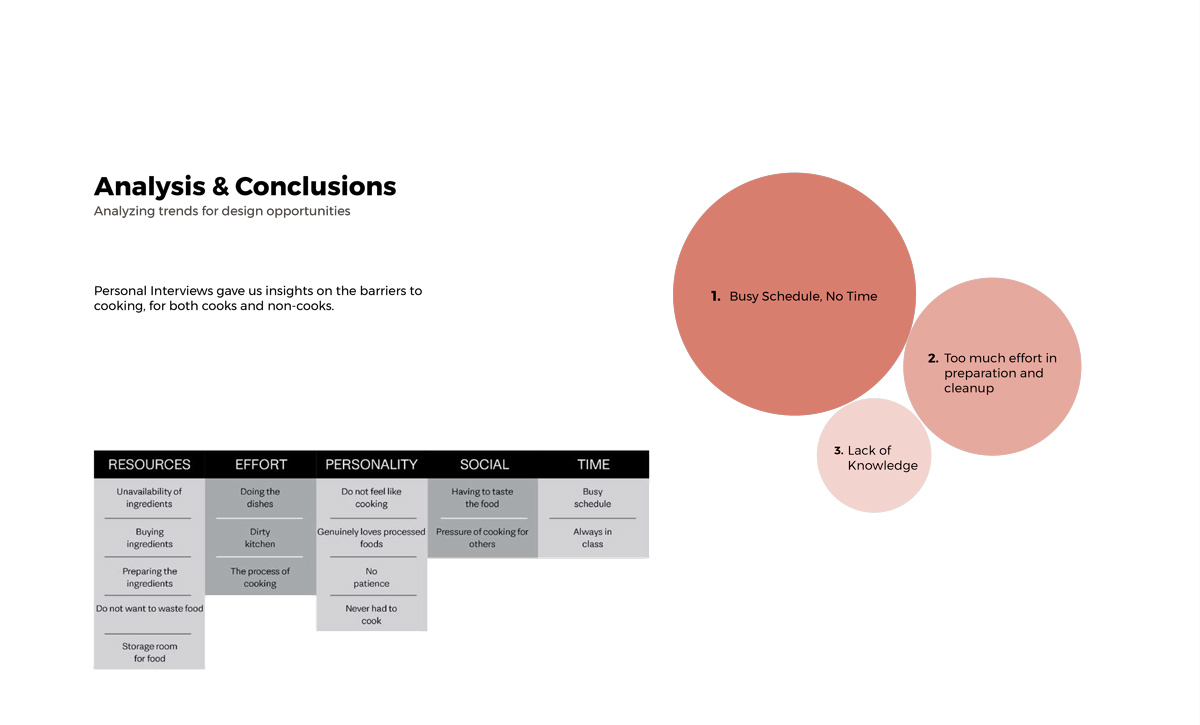 Analysis & Conclusions
Analyzing trends for design opportunities
Personal Interviews gave us insights on the barriers to
cooking, for both cooks and non-cooks.
1. Busy Schedule, No Time
2. Too much effort in
preparation and
cleanup
3. Lack of
Knowledge
RESOURCES
Unavailability of
ingredients
Buying
ingredients
Preparing the
ingredients
Do not want to waste food
Storage room
for food
EFFORT
Doing the
dishes
Dirty
kitchen
The process of
cooking
PERSONALITY
Do not feel like
cooking
Genuinely loves processed
foods
No
patience
Never had to
cook
SOCIAL
Having to taste
the food
Pressure of cooking for
others
TIME
Busy
schedule
Always in
class